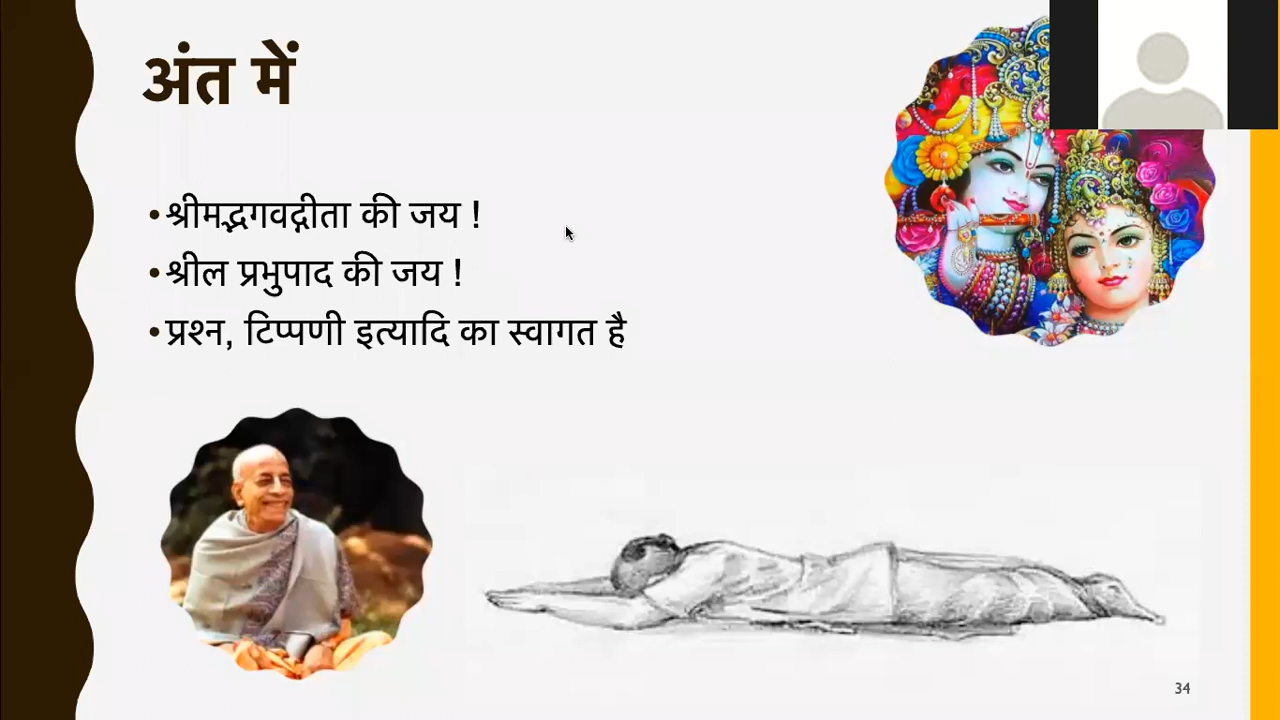 अंत में
•श्रीमद्भगवद्गीता की जय !
•श्रील प्रभुपाद की जय !
•प्रश्न, टिप्पणी इत्यादि का स्वागत है
34